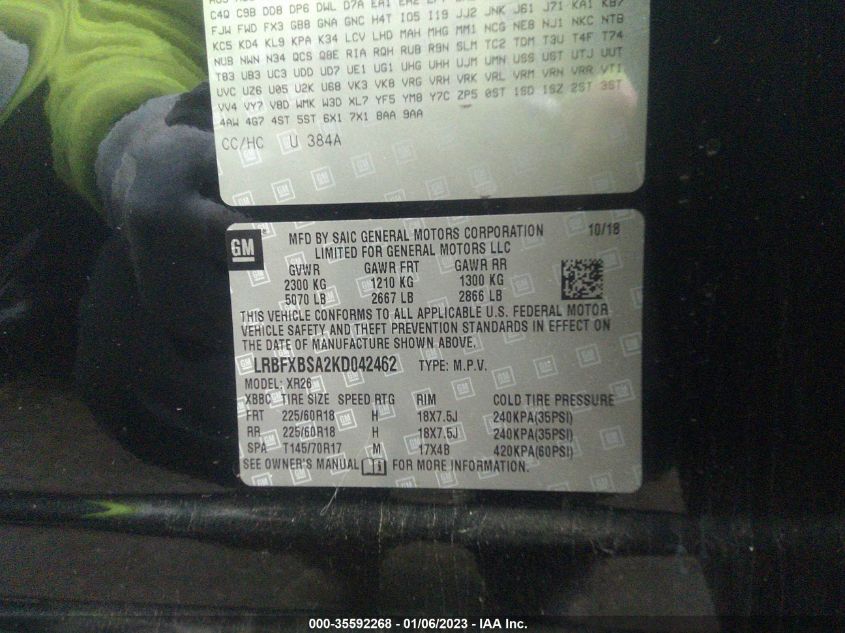 C4Q C9B DD8 DP6 DWL D7A EA1
FJW FWD FX3 GB8 GNA GNC H4T IO5 I19 JJ2 JNK J61 J71 KA1 KB7
KC5 KD4 KL9 KPA K34 LCV LHD MAH MHG MM1 NCG NE8 NJ1 NKC NTB
NUB NWN N34 QCS Q8E RIA RQH RUB R9N SLM TC2 TDM T3U T4F T74
T83 UB3 UC3 UDD UD7 UE1 UG1 UHG UHH UJM UMN USS UST UTJ UUT
UVC UZ6 U05 U2K U68 VK3 VK8 VRG VRH VRK VRL VRM VRN VRR VT1
VV4 VY7 V8D WMK W3D XL7 YF5 YM8 Y7C ZP5 0ST 1SD 1SZ 2ST 3ST
4AW 4G7 4ST 5ST 6X1 7X1 8AA 9AA
CC/HC U 384A
GM MFD BY SAIC GENERAL MOTORS CORPORATION 10/18
LIMITED FOR GENERAL MOTORS LLC
GVWR GAWR FRT GAWR RR
2300 KG 1210 KG 1300 KG
5070 LB 2667 LB 2866 LB
THIS VEHICLE CONFORMS TO ALL APPLICABLE U.S. FEDERAL MOTOR
VEHICLE SAFETY AND THEFT PREVENTION STANDARDS IN EFFECT ON
THE DATE OF MANUFACTURE SHOWN ABOVE.
LRBFXBSA2KD042462 TYPE: M.P.V.
MODEL: XR26
XBBC TIRE SIZE SPEED RTG RIM COLD TIRE PRESSURE
FRT 225/60R18 H 18X7.5J 240KPA(35PSI)
RR 225/60R18 H 18X7.5J 240KPA(35PSI)
SPA T145/70R17 M 17X4B 420KPA(60PSI)
SEE OWNER'S MANUAL FOR MORE INFORMATION.
000-35592268 - 01/06/2023 - IAA Inc.